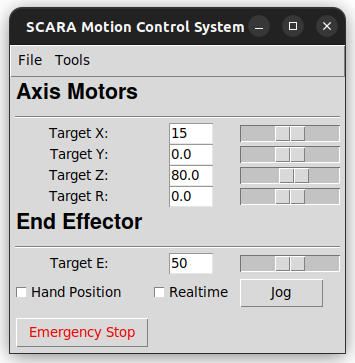 SCARA Motion Control System
File Tools
Axis Motors
Target X: 15
Target Y: 0.0
Target Z: 80.0
Target R: 0.0
End Effector
Target E: 50
Hand Position Realtime Jog
Emergency Stop